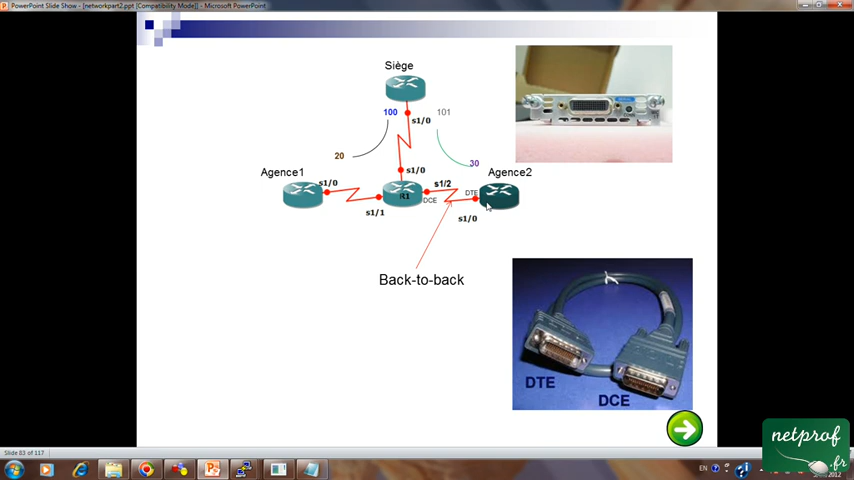 PowerPoint Slide Show - [networkpart2.ppt [Compatibility Mode]] - Microsoft PowerPoint
Siège
100
101
s1/0
20
30
s1/0
Agence1
Agence2
s1/0
s1/2
DTE
R1
DCE
s1/1
s1/0
Back-to-back
DTE
DCE
netprof
.fr
Slide 83 of 117
EN